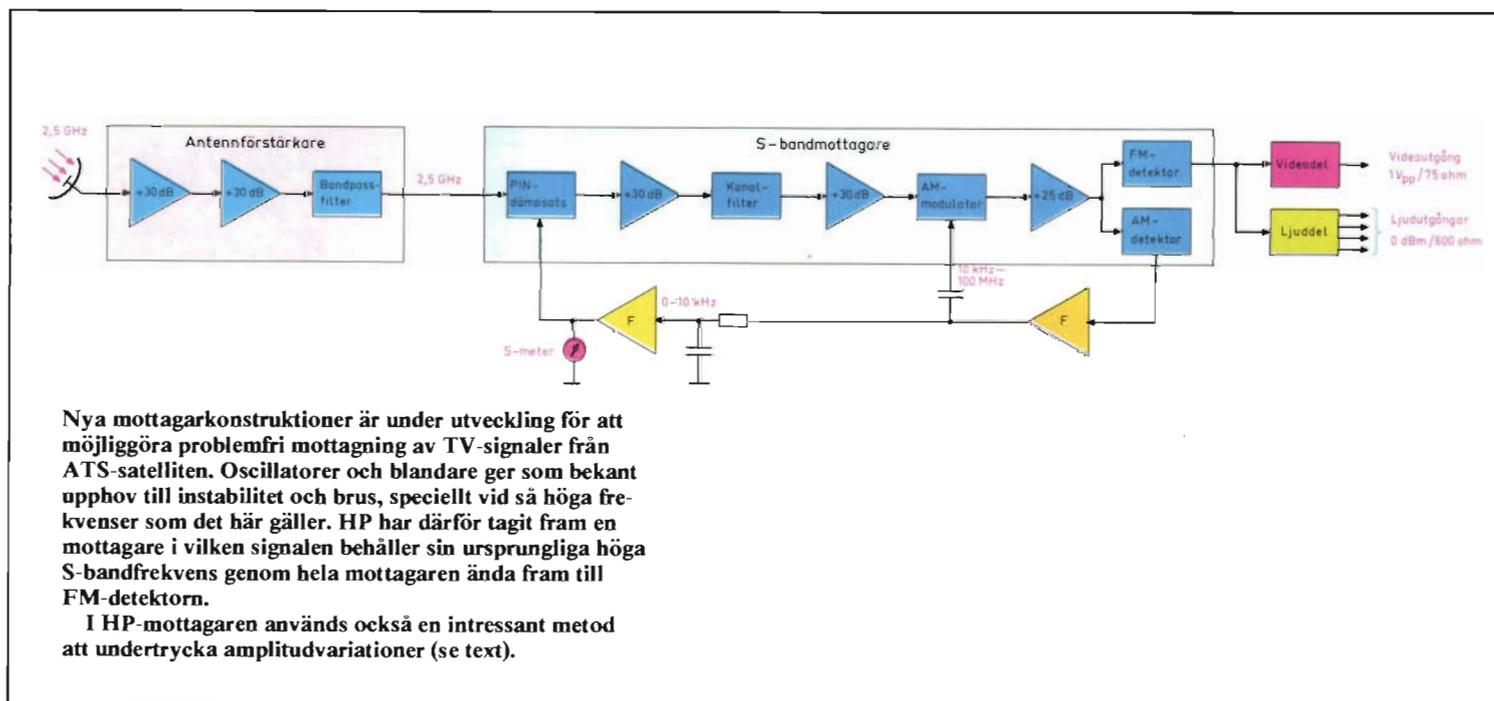 2,5 GHz
Antennförstärkare
+30 dB
+30 dB
Bandpass-
filter
2,5 GHz
S-bandmottagare
PIN-
dämpsats
+30 dB
Kanal-
filter
+30 dB
AM-
modulator
+25 dB
FM-
detektor
AM-
detektor
Videodel
Videoutgång
1Vpp/75 ohm
Ljuddel
Ljudutgångar
0 dBm/600 ohm
10 kHz—
100 MHz
0–10 kHz
F
F
S-meter
Nya mottagarkonstruktioner är under utveckling för att
möjliggöra problemfri mottagning av TV-signaler från
ATS-satelliten. Oscillatorer och blandare ger som bekant
upphov till instabilitet och brus, speciellt vid så höga fre-
kvenser som det här gäller. HP har därför tagit fram en
mottagare i vilken signalen behåller sin ursprungliga höga
S-bandfrekvens genom hela mottagaren ända fram till
FM-detektorn.
I HP-mottagaren används också en intressant metod
att undertrycka amplitudvariationer (se text).